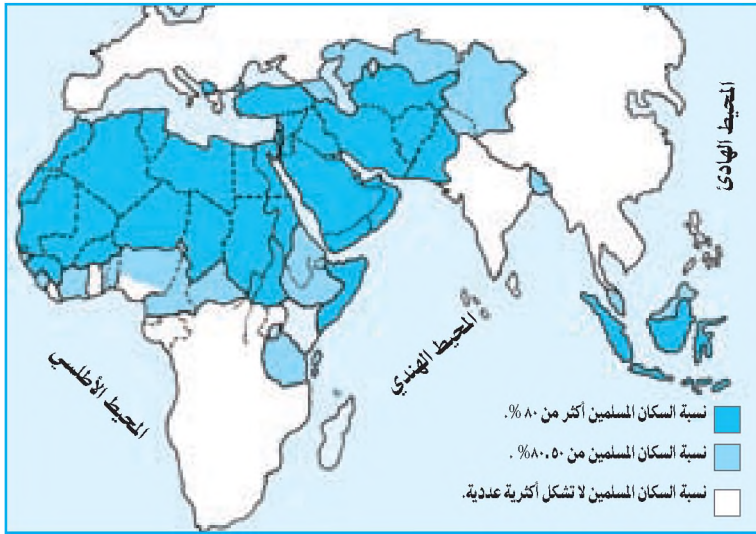 المحيط الهادئ
المحيط الهندي
المحيط الأطلسي
نسبة السكان المسلمين أكثر من ٨٠ %.
نسبة السكان المسلمين من ٥٠.٨٠% .
نسبة السكان المسلمين لا تشكل أكثرية عددية.